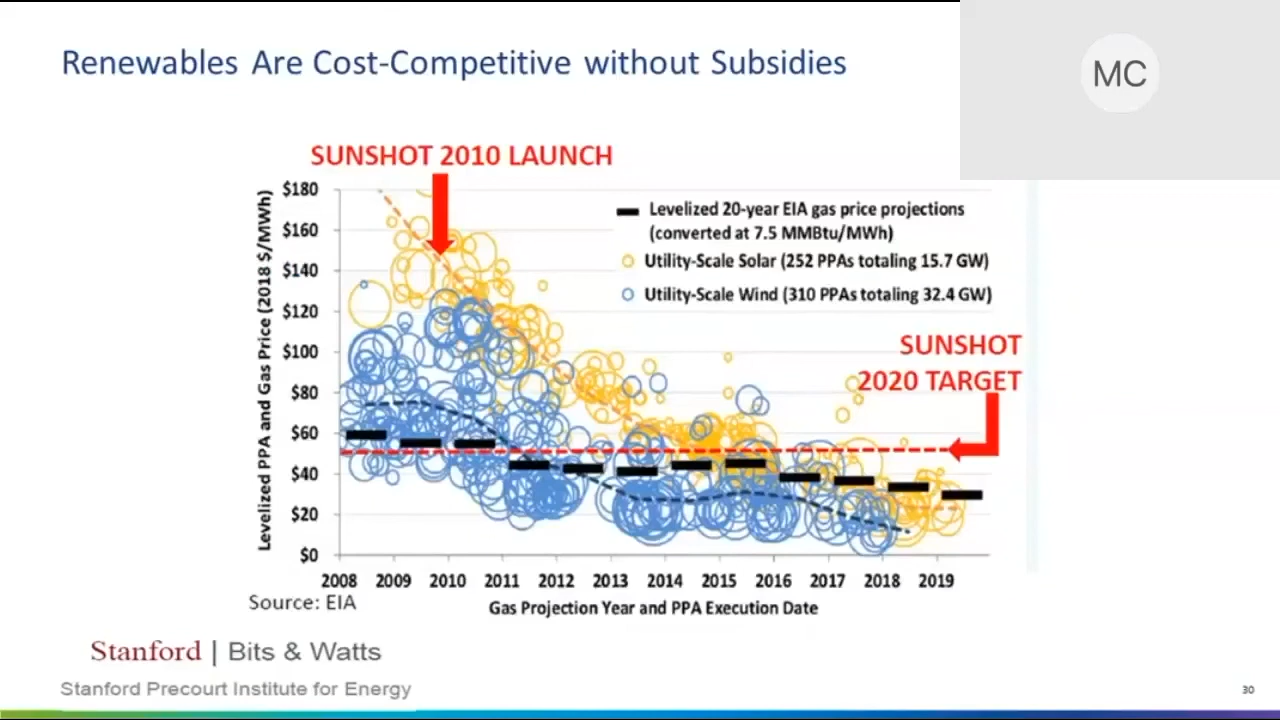 Renewables Are Cost-Competitive without Subsidies
MC
SUNSHOT 2010 LAUNCH
Levelized PPA and Gas Price (2018 $/MWh)
$180
$160
$140
$120
$100
$80
$60
$40
$20
$0
Levelized 20-year EIA gas price projections
(converted at 7.5 MMBtu/MWh)
Utility-Scale Solar (252 PPAs totaling 15.7 GW)
Utility-Scale Wind (310 PPAs totaling 32.4 GW)
SUNSHOT
2020 TARGET
2008 2009 2010 2011 2012 2013 2014 2015 2016 2017 2018 2019
Gas Projection Year and PPA Execution Date
Source: EIA
Stanford | Bits & Watts
Stanford Precourt Institute for Energy
30